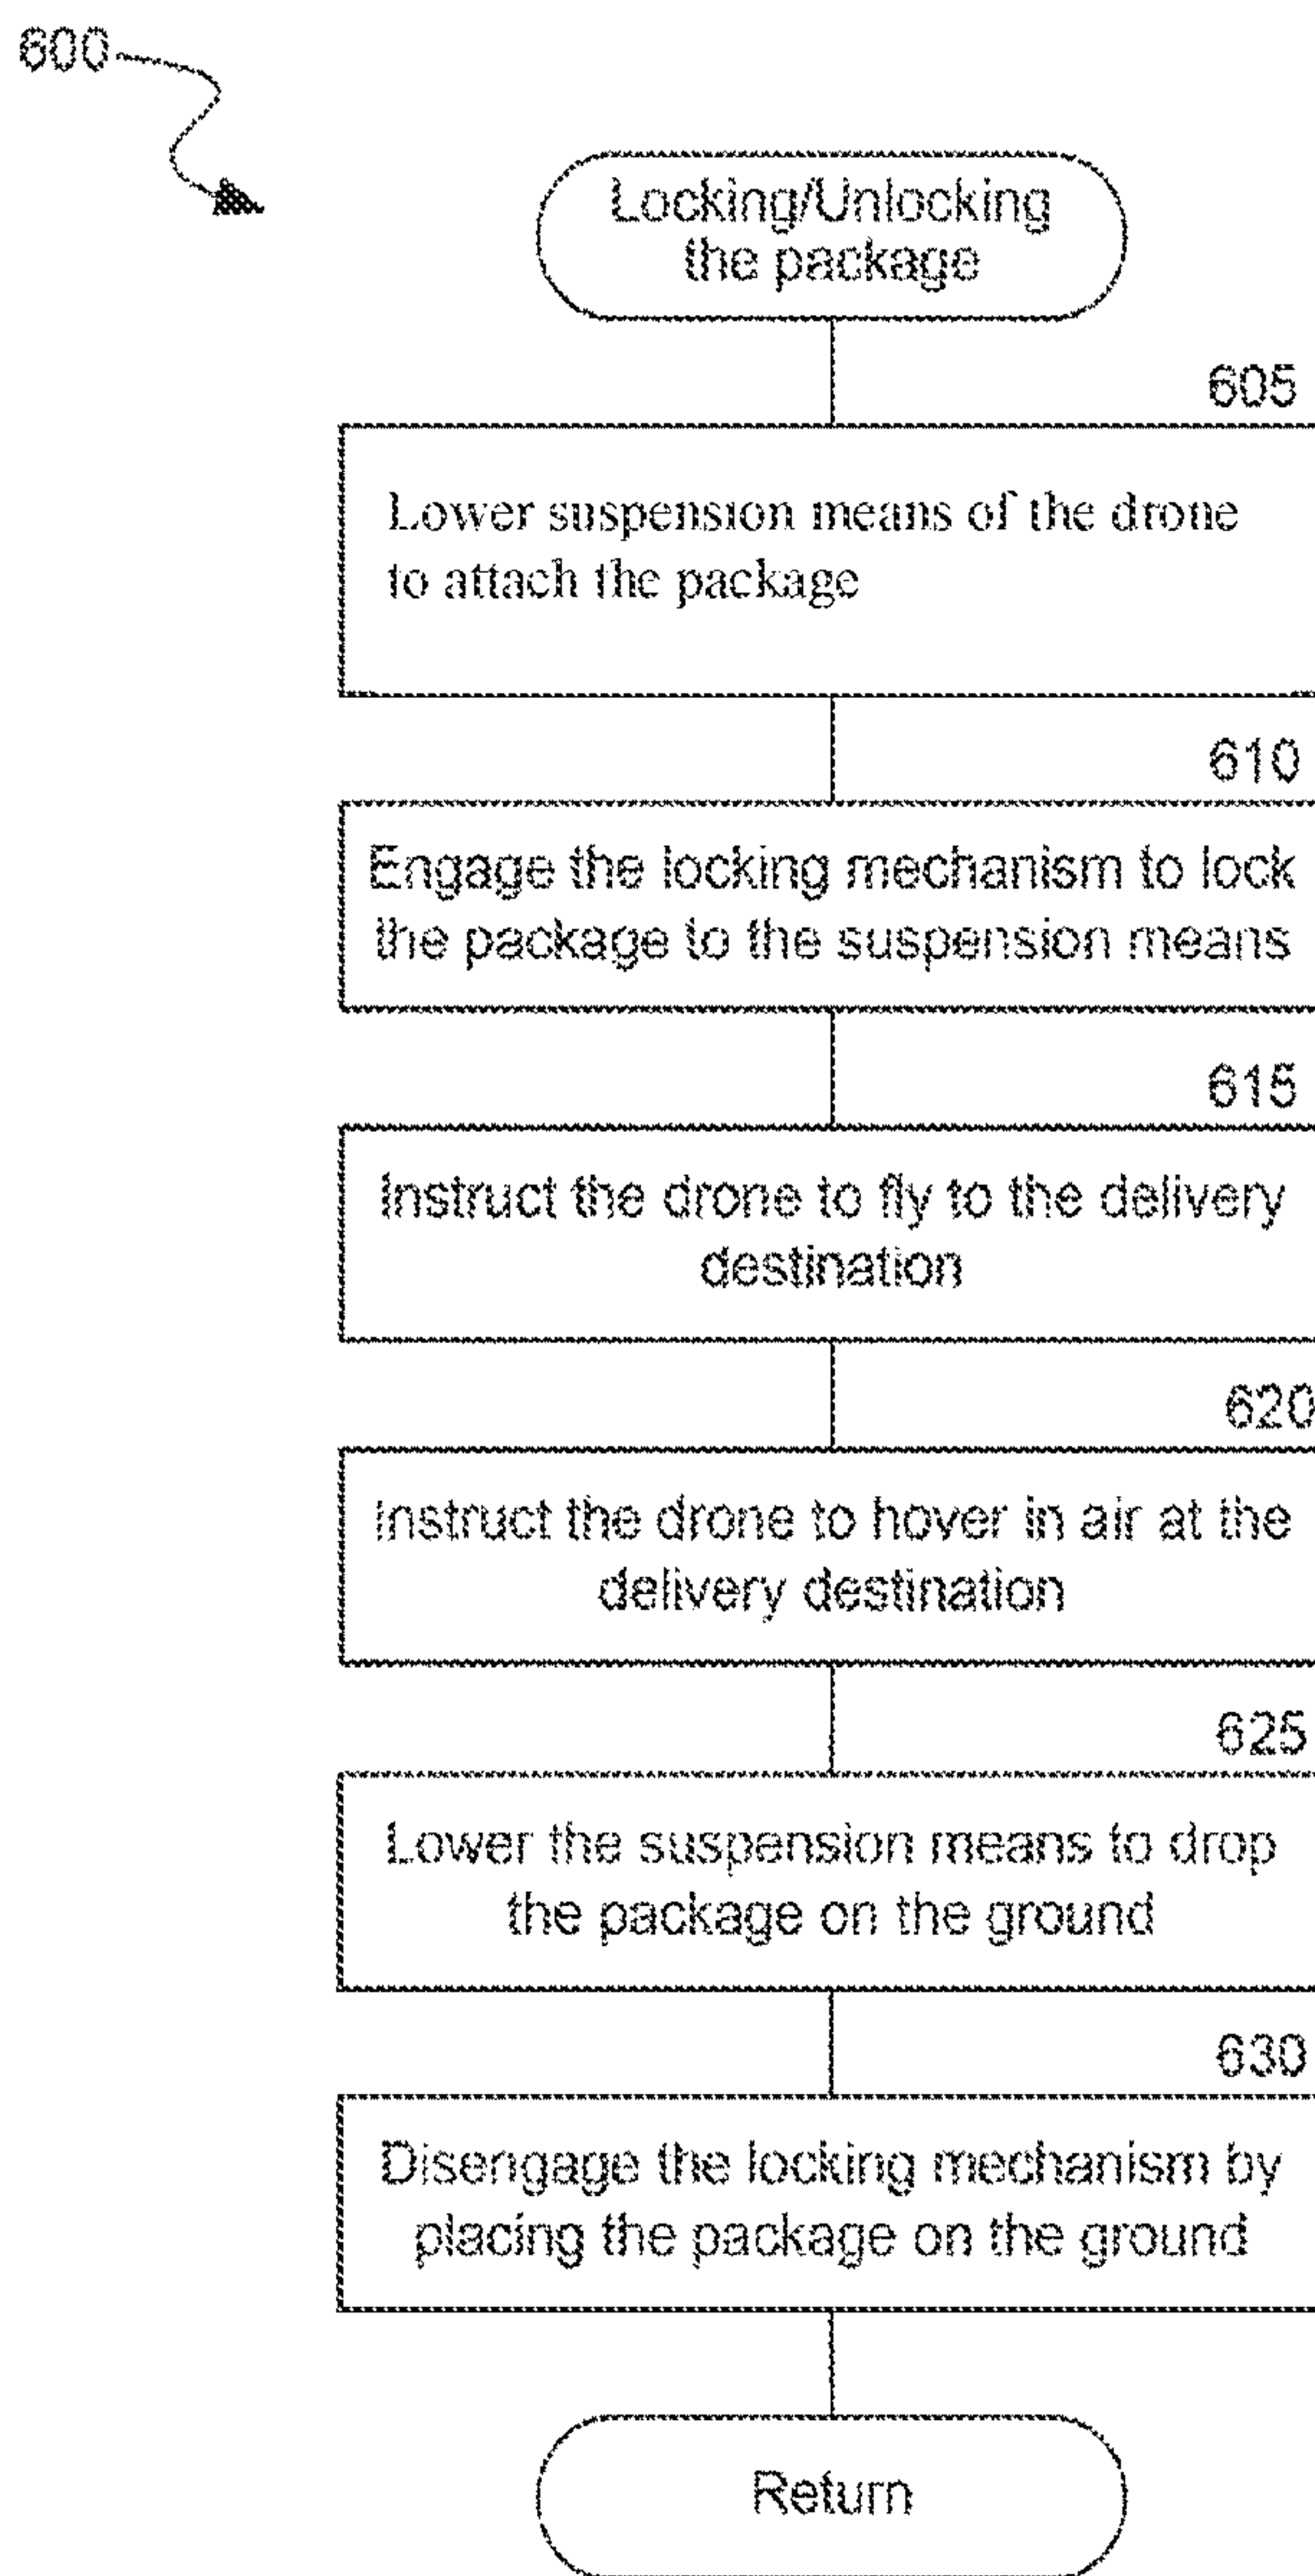 600
Locking/Unlocking
the package
605
Lower suspension means of the drone
to attach the package
610
Engage the locking mechanism to lock
the package to the suspension means
615
Instruct the drone to fly to the delivery
destination
620
Instruct the drone to hover in air at the
delivery destination
625
Lower the suspension means to drop
the package on the ground
630
Disengage the locking mechanism by
placing the package on the ground
Return